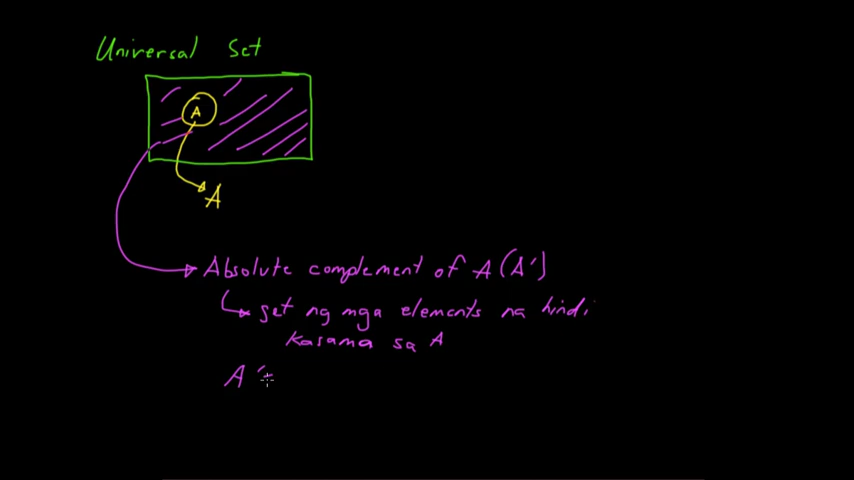 Universal Set
A
A
Absolute complement of A (A')
set ng mga elements na hindi
kasama sa A
A'